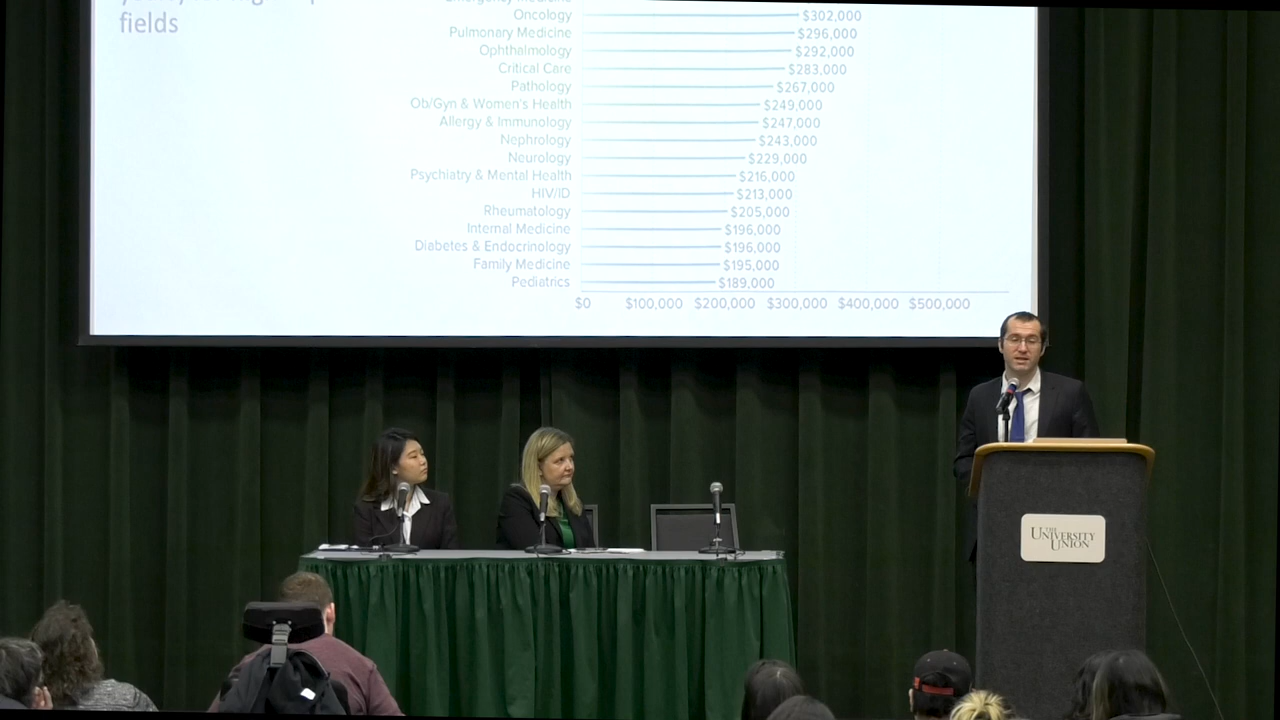 fields
Oncology $302,000
Pulmonary Medicine $296,000
Ophthalmology $292,000
Critical Care $283,000
Pathology $267,000
Ob/Gyn & Women's Health $249,000
Allergy & Immunology $247,000
Nephrology $243,000
Neurology $229,000
Psychiatry & Mental Health $216,000
HIV/ID $213,000
Rheumatology $205,000
Internal Medicine $196,000
Diabetes & Endocrinology $196,000
Family Medicine $195,000
Pediatrics $189,000
$0 $100,000 $200,000 $300,000 $400,000 $500,000
THE
UNIVERSITY
UNION